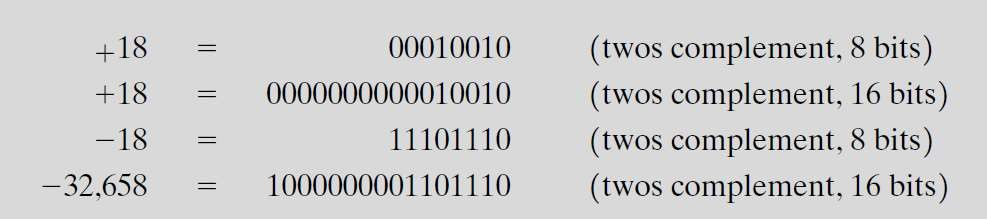 +18 = 00010010 (twos complement, 8 bits)
+18 = 0000000000010010 (twos complement, 16 bits)
−18 = 11101110 (twos complement, 8 bits)
−32,658 = 1000000001101110 (twos complement, 16 bits)